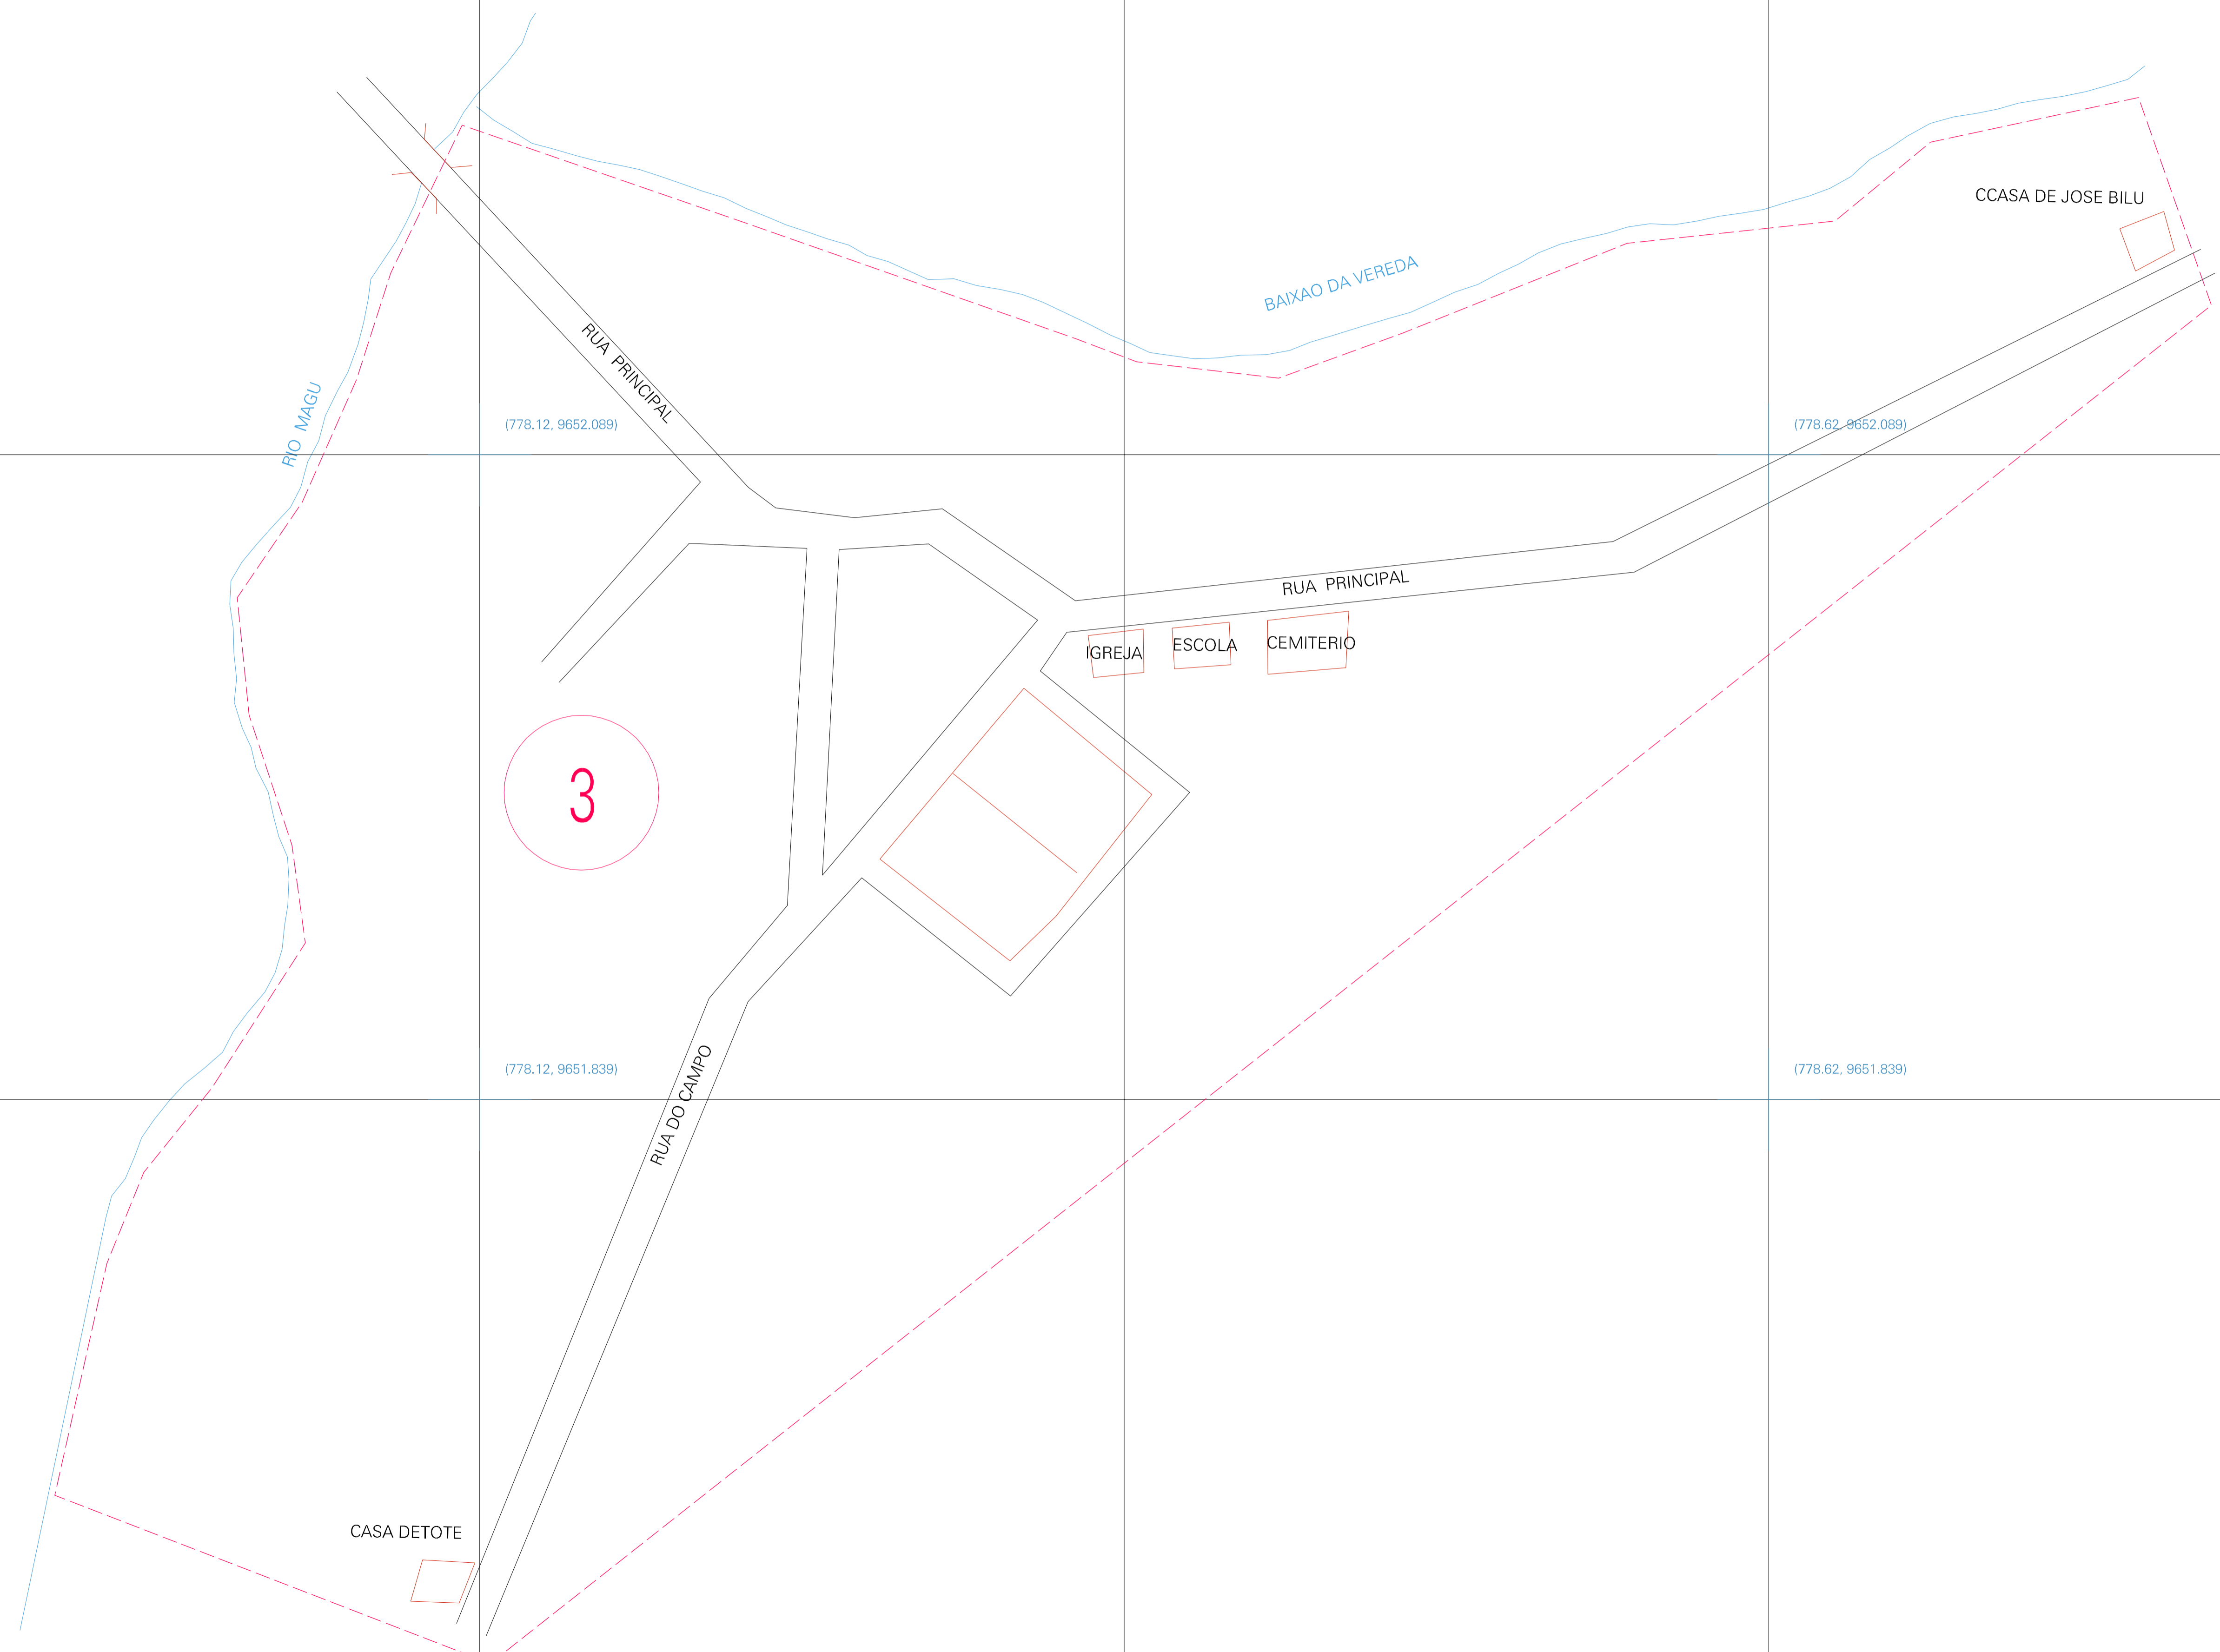 CCASA DE JOSE BILU
BAIXAO DA VEREDA
RUA PRINCIPAL
RIO MAGU
(778.12, 9652.089)
(778.62, 9652.089)
RUA PRINCIPAL
IGREJA
ESCOLA
CEMITERIO
3
(778.12, 9651.839)
(778.62, 9651.839)
RUA DO CAMPO
CASA DETOTE